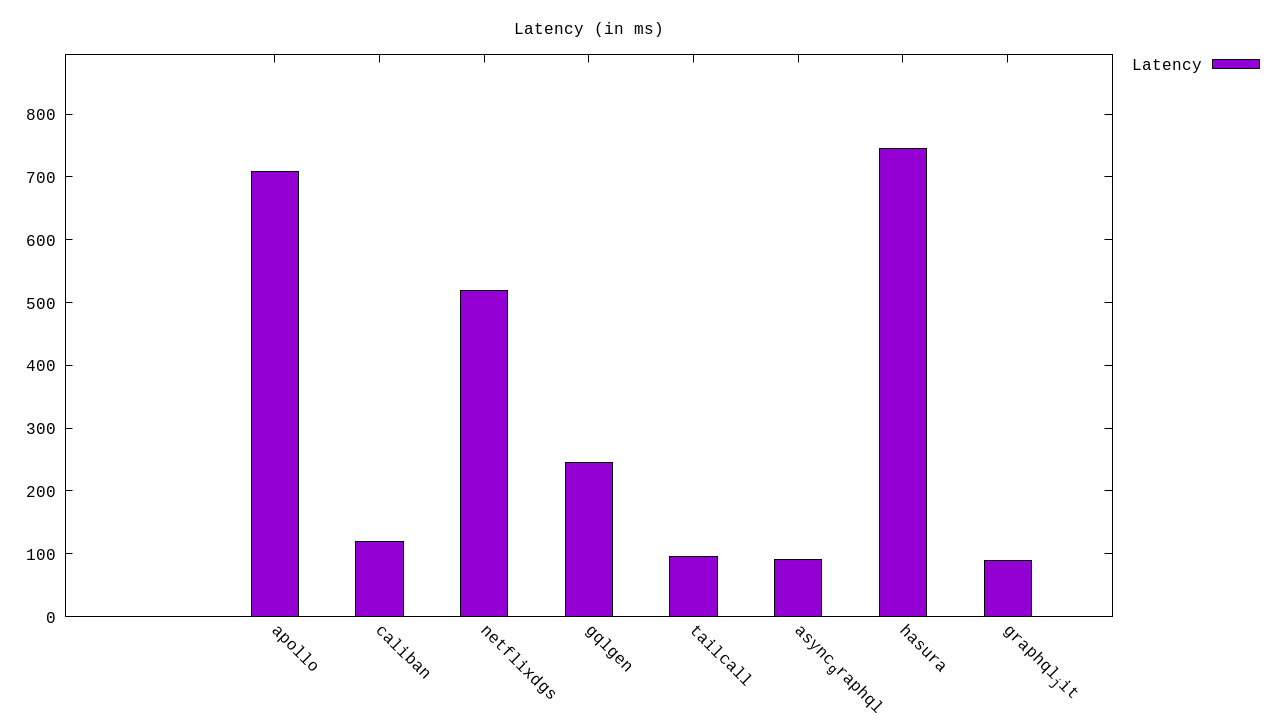 Latency (in ms)
Latency
800
700
600
500
400
300
200
100
0
apollo
caliban
netflixdgs
gqlgen
tailcall
async_graphql
hasura
graphql_jit